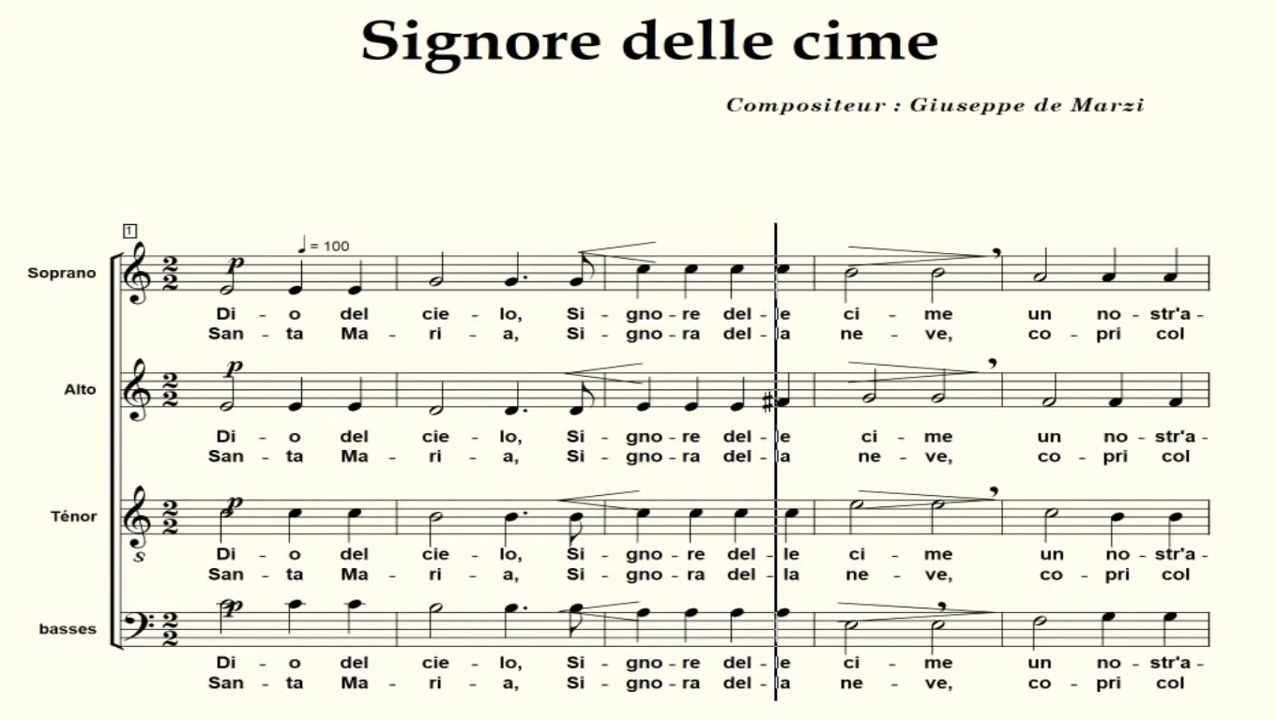 Signore delle cime
Compositeur : Giuseppe de Marzi
1
= 100
p
Soprano
Di - o del cie - lo, Si - gno - re del - le ci - me un no - str'a -
San - ta Ma - ri - a, Si - gno - ra del - la ne - ve, co - pri col
p
Alto
Di - o del cie - lo, Si - gno - re del - le ci - me un no - str'a -
San - ta Ma - ri - a, Si - gno - ra del - la ne - ve, co - pri col
p
Ténor
8
Di - o del cie - lo, Si - gno - re del - le ci - me un no - str'a -
San - ta Ma - ri - a, Si - gno - ra del - la ne - ve, co - pri col
p
basses
Di - o del cie - lo, Si - gno - re del - le ci - me un no - str'a -
San - ta Ma - ri - a, Si - gno - ra del - la ne - ve, co - pri col